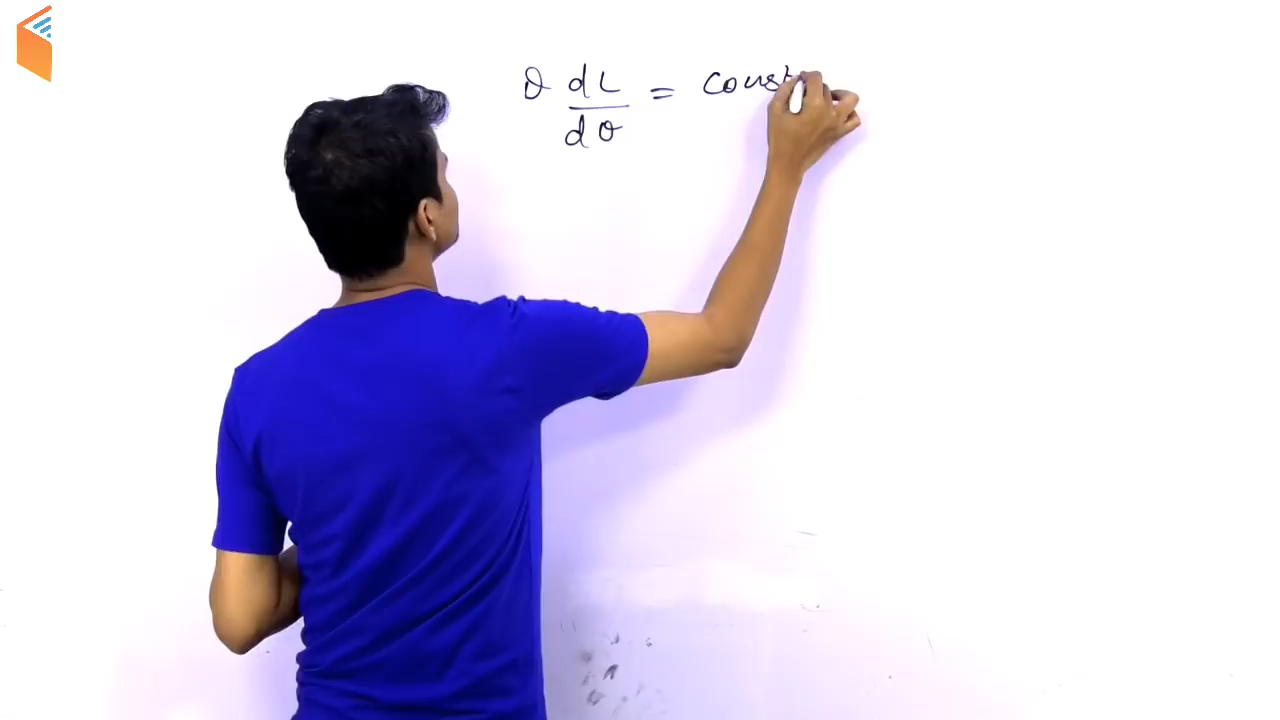 θ dL/dθ = const